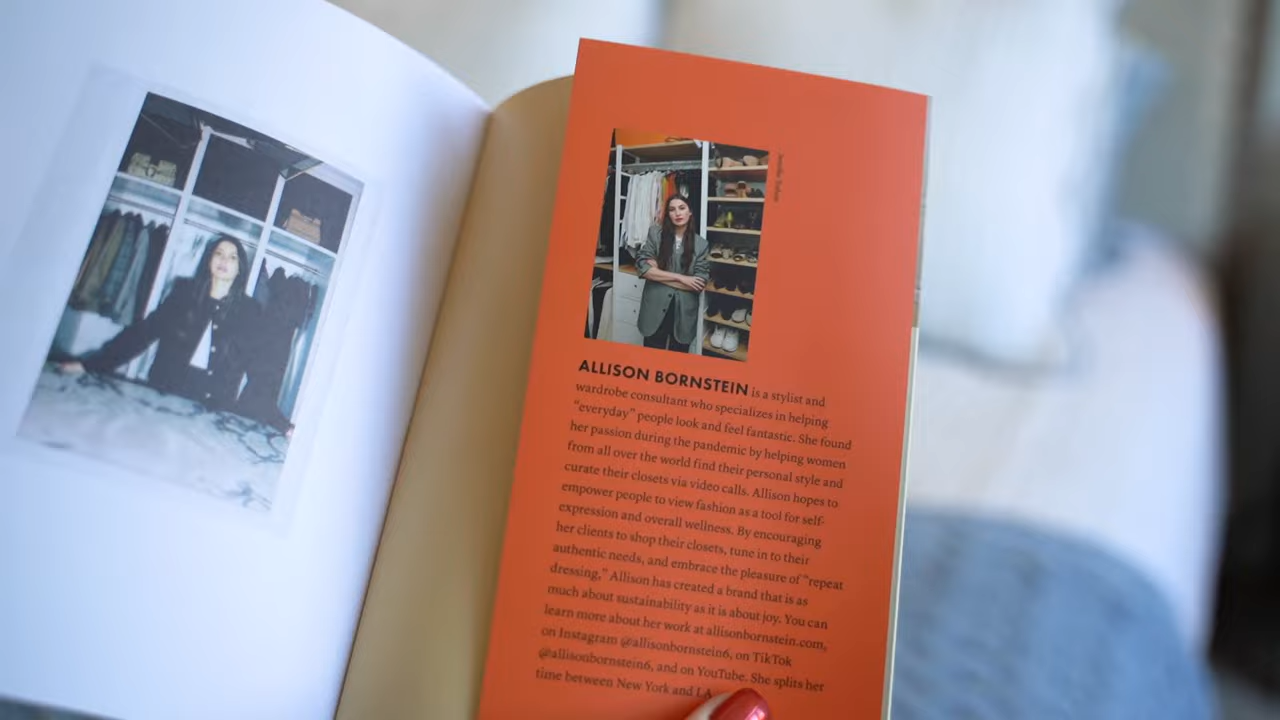 ALLISON BORNSTEIN is a stylist and
wardrobe consultant who specializes in helping
“everyday” people look and feel fantastic. She found
her passion during the pandemic by helping women
from all over the world find their personal style and
curate their closets via video calls. Allison hopes to
empower people to view fashion as a tool for self-
expression and overall wellness. By encouraging
her clients to shop their closets, tune in to their
authentic needs, and embrace the pleasure of “repeat
dressing,” Allison has created a brand that is as
much about sustainability as it is about joy. You can
learn more about her work at allisonbornstein.com,
on Instagram @allisonbornstein6, on TikTok
@allisonbornstein6, and on YouTube. She splits her
time between New York and LA